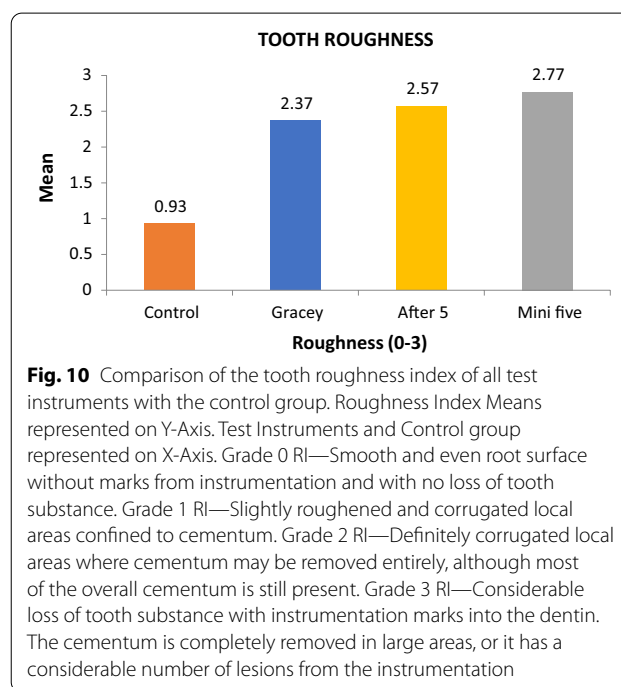 TOOTH ROUGHNESS
3
2.5
2
1.5
1
0.5
0
Mean
0.93
2.37
2.57
2.77
Control Gracey After 5 Mini five
Roughness (0-3)
Fig. 10 Comparison of the tooth roughness index of all test
instruments with the control group. Roughness Index Means
represented on Y-Axis. Test Instruments and Control group
represented on X-Axis. Grade 0 RI—Smooth and even root surface
without marks from instrumentation and with no loss of tooth
substance. Grade 1 RI—Slightly roughened and corrugated local
areas confined to cementum. Grade 2 RI—Definitely corrugated local
areas where cementum may be removed entirely, although most
of the overall cementum is still present. Grade 3 RI—Considerable
loss of tooth substance with instrumentation marks into the dentin.
The cementum is completely removed in large areas, or it has a
considerable number of lesions from the instrumentation